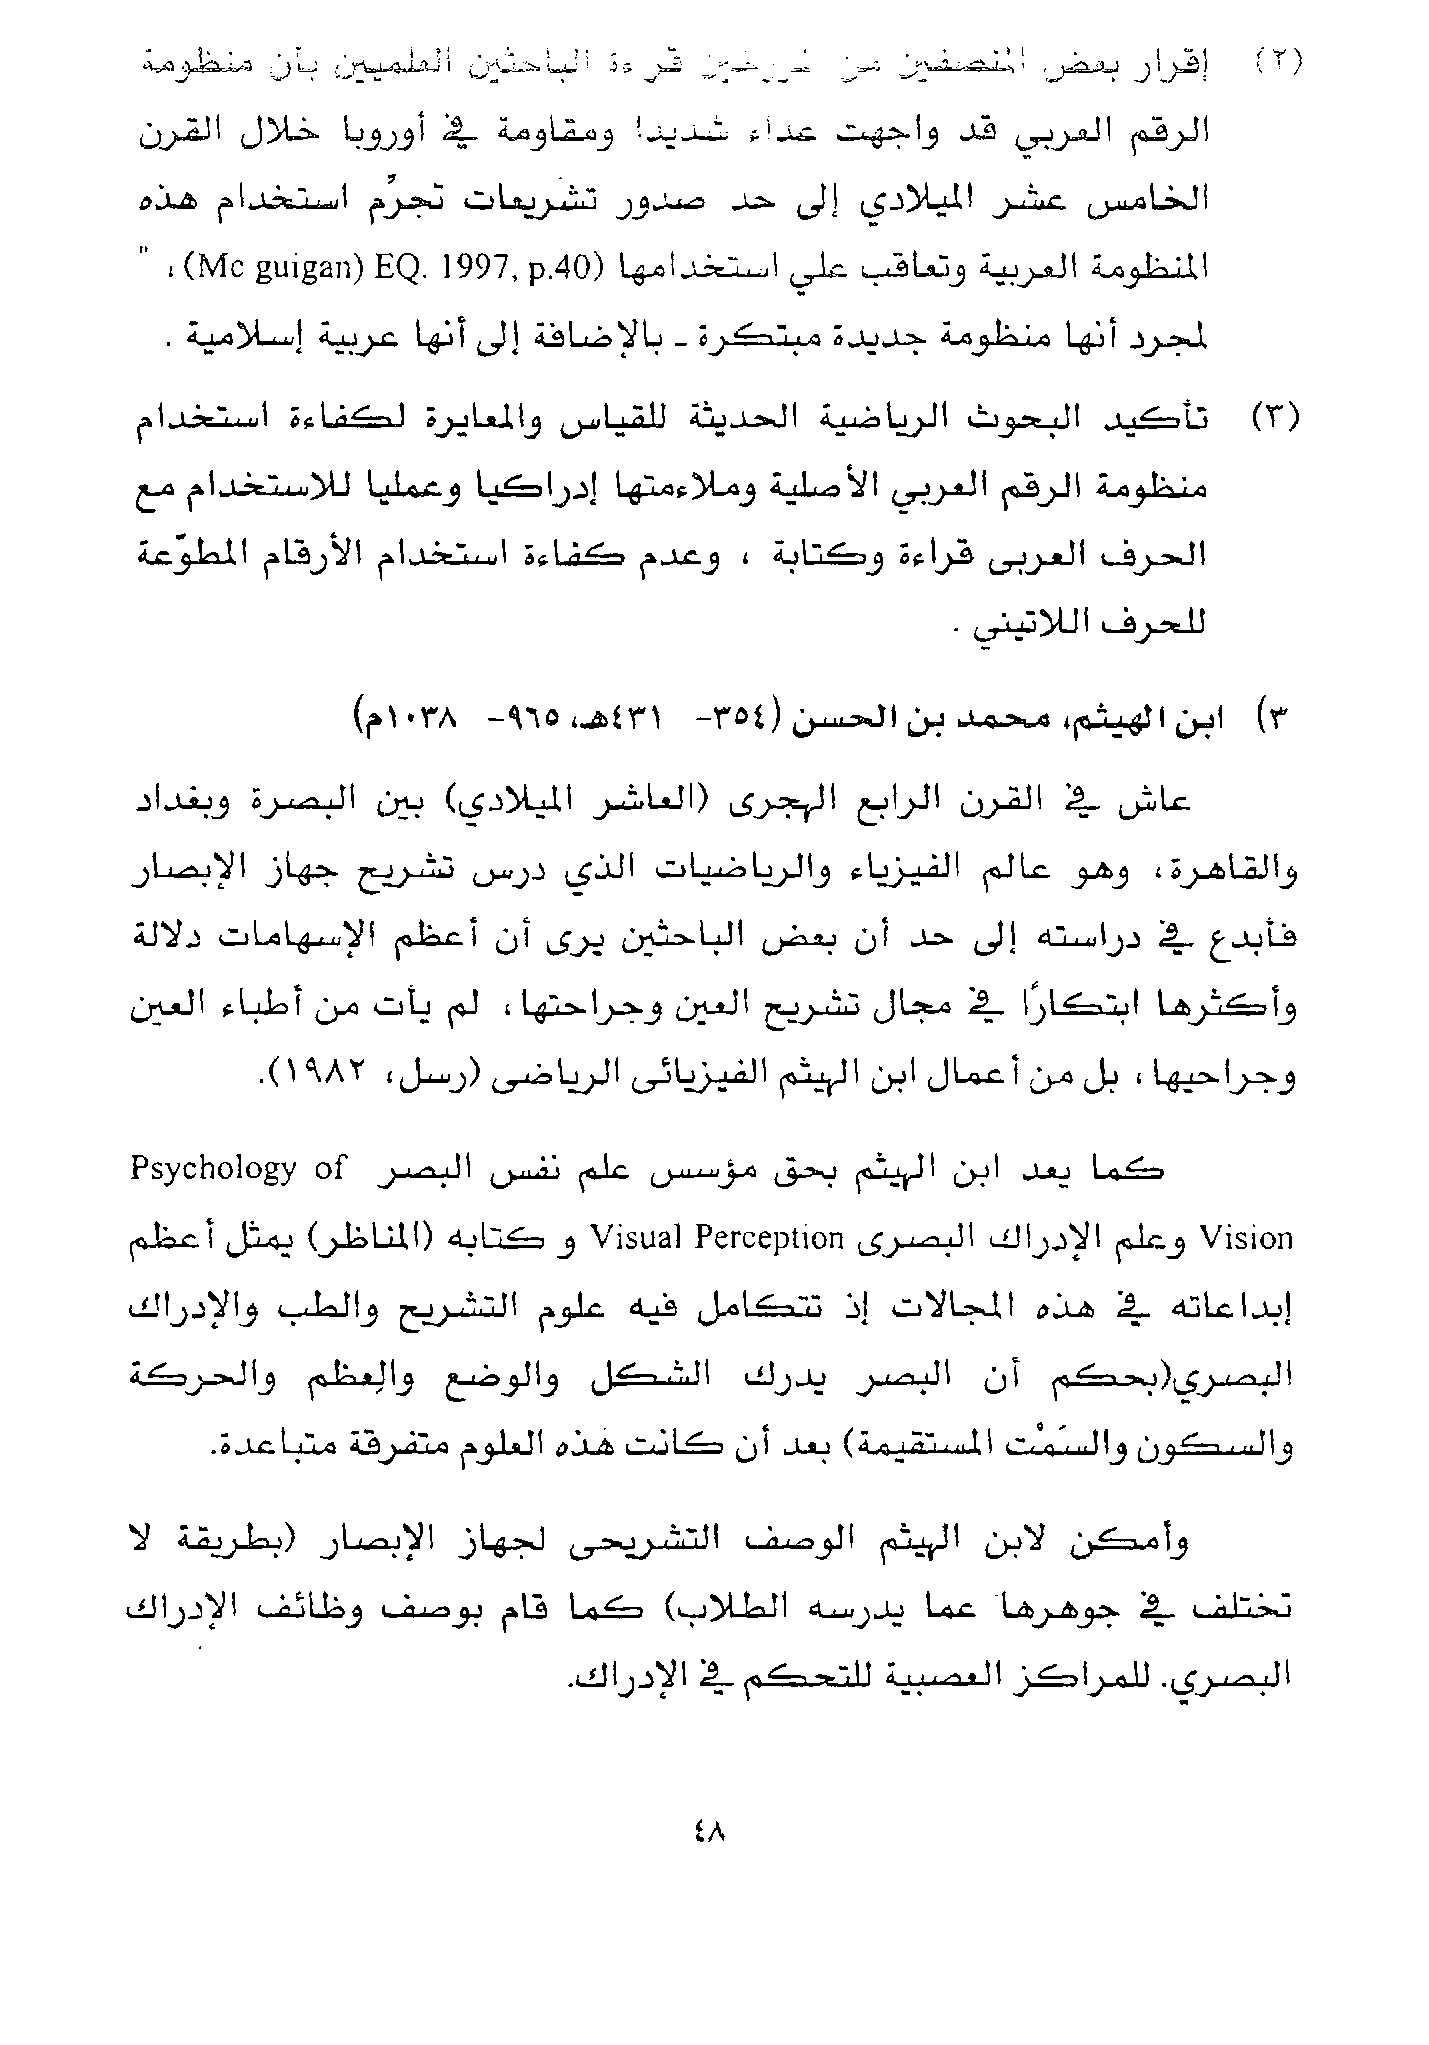 (٢) إقرار بعض المنصفين من المؤرخين قراءة الباحثين العلميين بأن منظومة
الرقم العربي قد واجهت عداء شديدا ومقاومة في أوروبا خلال القرن
الخامس عشر الميلادي إلى حد صدور تشريعات تجرّم استخدام هذه
المنظومة العربية وتعاقب علي استخدامها (Mc guigan) EQ. 1997, p.40)، "
لمجرد أنها منظومة جديدة مبتكرة - بالإضافة إلى أنها عربية إسلامية .
(٣) تأكيد البحوث الرياضية الحديثة للقياس والمعايرة لكفاءة استخدام
منظومة الرقم العربي الأصلية وملاءمتها إدراكيا وعمليا للاستخدام مع
الحرف العربى قراءة وكتابة ، وعدم كفاءة استخدام الأرقام المطوّعة
للحرف اللاتيني .
٣) ابن الهيثم، محمد بن الحسن (٣٥٤- ٤٣١هـ، ٩٦٥- ١٠٣٨م)
عاش في القرن الرابع الهجرى (العاشر الميلادي) بين البصرة وبغداد
والقاهرة، وهو عالم الفيزياء والرياضيات الذي درس تشريح جهاز الإبصار
فأبدع في دراسته إلى حد أن بعض الباحثين يرى أن أعظم الإسهامات دلالة
وأكثرها ابتكارًا في مجال تشريح العين وجراحتها، لم يأت من أطباء العين
وجراحيها، بل من أعمال ابن الهيثم الفيزيائى الرياضى (رسل، ١٩٨٢).
كما يعد ابن الهيثم بحق مؤسس علم نفس البصر Psychology of
Vision وعلم الإدراك البصرى Visual Perception و كتابه (المناظر) يمثل أعظم
إبداعاته في هذه المجالات إذ تتكامل فيه علوم التشريح والطب والإدراك
البصري(بحكم أن البصر يدرك الشكل والوضع والعظم والحركة
والسكون والسَمْت المستقيمة) بعد أن كانت هذه العلوم متفرقة متباعدة.
وأمكن لابن الهيثم الوصف التشريحى لجهاز الإبصار (بطريقة لا
تختلف في جوهرها عما يدرسه الطلاب) كما قام بوصف وظائف الإدراك
البصري. للمراكز العصبية للتحكم في الإدراك.
٤٨